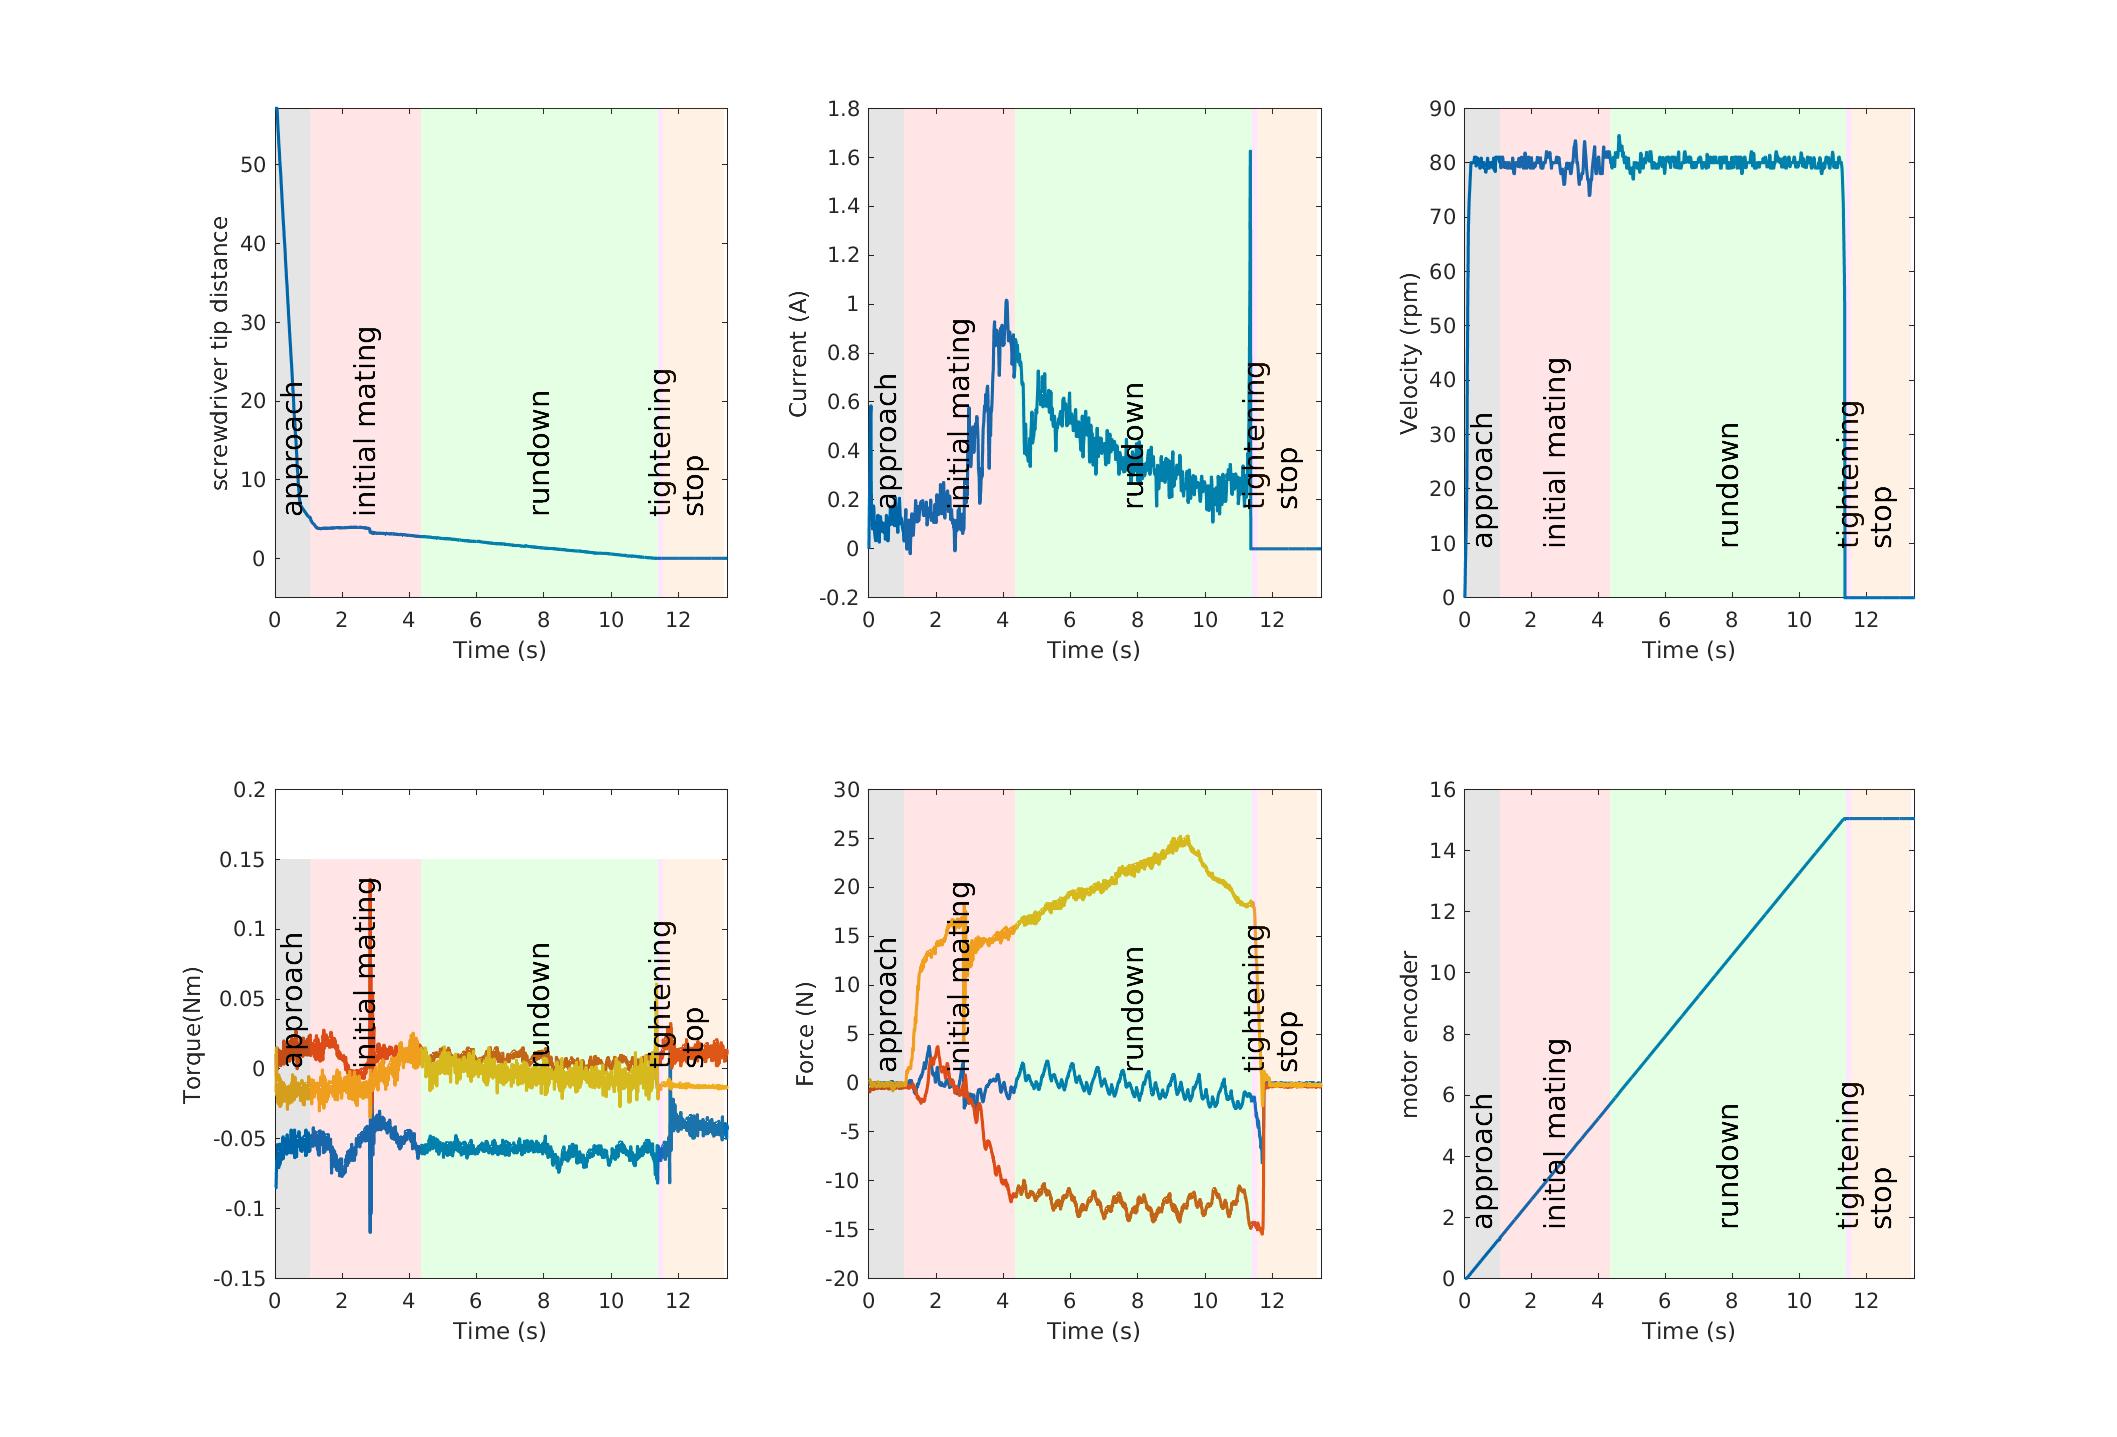 screwdriver tip distance
50
40
30
20
10
0
approach
initial mating
rundown
tightening
stop
0 2 4 6 8 10 12
Time (s)
Current (A)
1.8
1.6
1.4
1.2
1
0.8
0.6
0.4
0.2
0
-0.2
approach
initial mating
rundown
tightening
stop
0 2 4 6 8 10 12
Time (s)
Velocity (rpm)
90
80
70
60
50
40
30
20
10
0
approach
initial mating
rundown
tightening
stop
0 2 4 6 8 10 12
Time (s)
Torque(Nm)
0.2
0.15
0.1
0.05
0
-0.05
-0.1
-0.15
approach
initial mating
rundown
tightening
stop
0 2 4 6 8 10 12
Time (s)
Force (N)
30
25
20
15
10
5
0
-5
-10
-15
-20
approach
initial mating
rundown
tightening
stop
0 2 4 6 8 10 12
Time (s)
motor encoder
16
14
12
10
8
6
4
2
0
approach
initial mating
rundown
tightening
stop
0 2 4 6 8 10 12
Time (s)